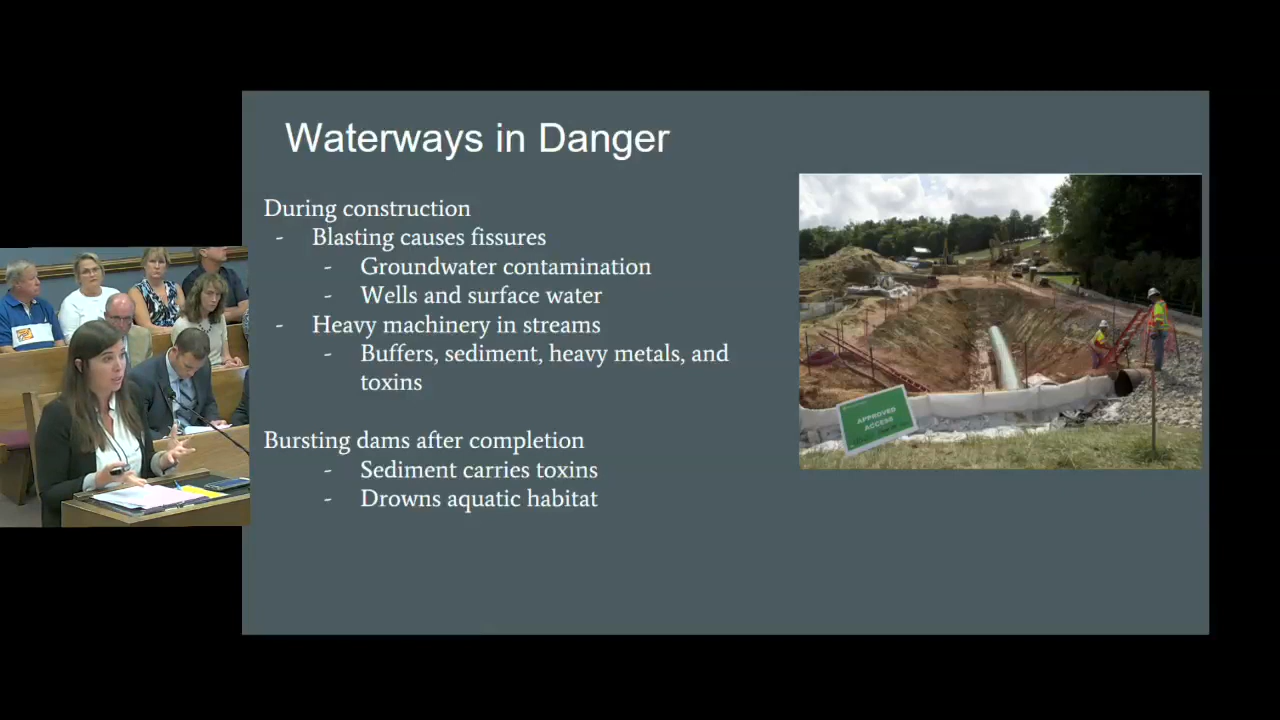 Waterways in Danger
During construction
- Blasting causes fissures
- Groundwater contamination
- Wells and surface water
- Heavy machinery in streams
- Buffers, sediment, heavy metals, and
toxins
Bursting dams after completion
- Sediment carries toxins
- Drowns aquatic habitat
APPROVED
ACCESS